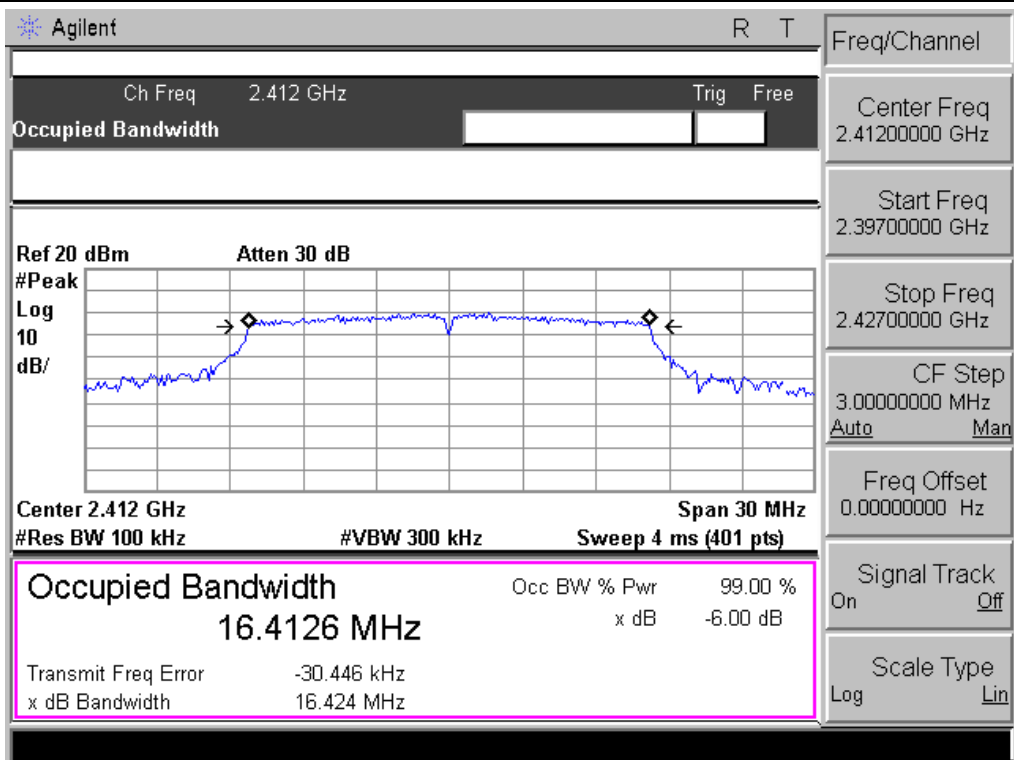 Agilent R T
Ch Freq 2.412 GHz Trig Free
Occupied Bandwidth
Ref 20 dBm Atten 30 dB
#Peak
Log
10
dB/
Center 2.412 GHz Span 30 MHz
#Res BW 100 kHz #VBW 300 kHz Sweep 4 ms (401 pts)
Occupied Bandwidth
16.4126 MHz
Occ BW % Pwr 99.00 %
x dB -6.00 dB
Transmit Freq Error -30.446 kHz
x dB Bandwidth 16.424 MHz
Freq/Channel
Center Freq
2.41200000 GHz
Start Freq
2.39700000 GHz
Stop Freq
2.42700000 GHz
CF Step
3.00000000 MHz
Auto Man
Freq Offset
0.00000000 Hz
Signal Track
On Off
Scale Type
Log Lin